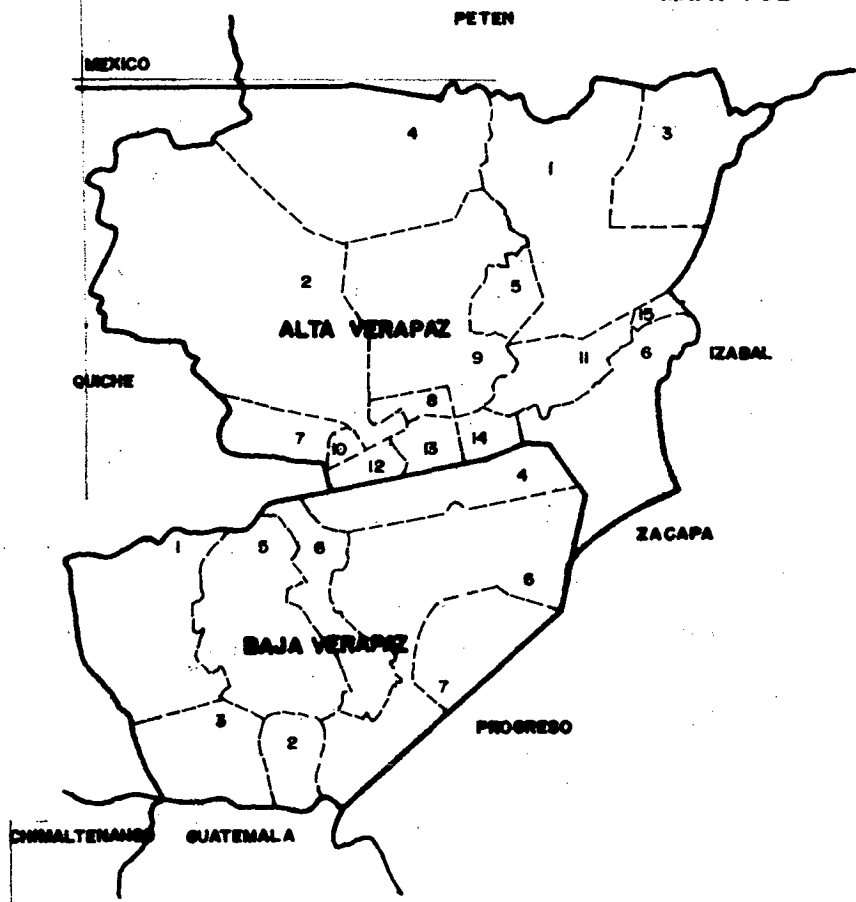 PETEN
MEXICO
4
3
1
2
5
ALTA VERAPAZ
15
9
11
6
IZABAL
QUICHE
8
7
10
12
13
14
4
ZACAPA
1
5
6
6
BAJA VERAPAZ
7
3
2
PROGRESO
CHIMALTENANGO
GUATEMALA